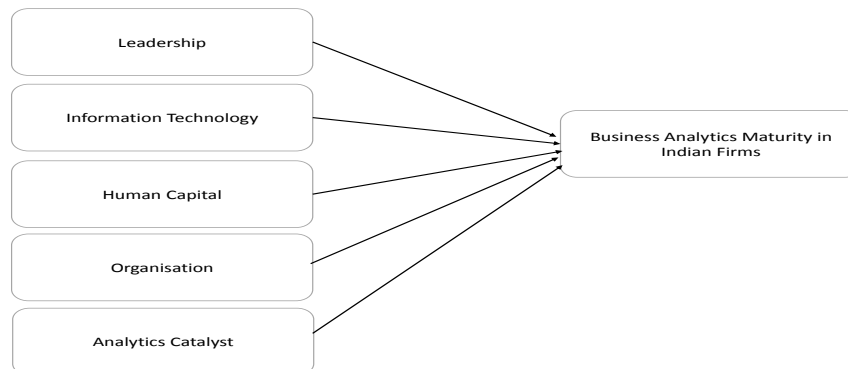 Leadership
Information Technology
Human Capital
Organisation
Analytics Catalyst
Business Analytics Maturity in
Indian Firms